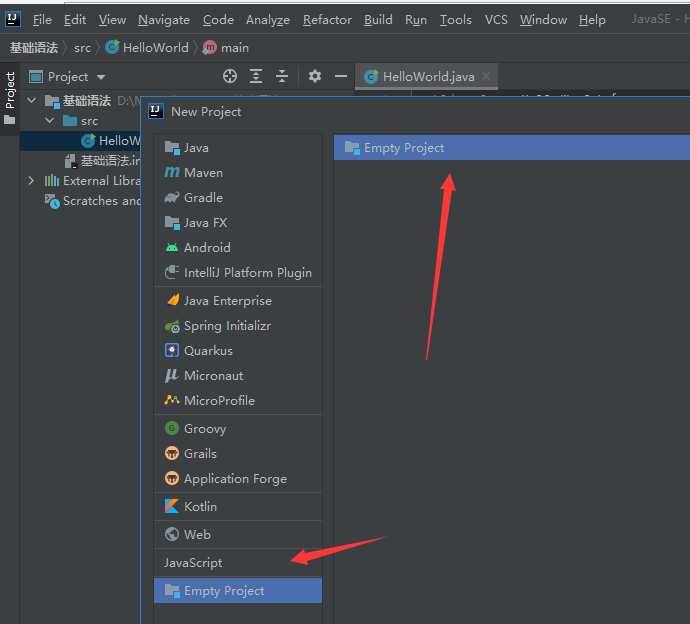 File Edit View Navigate Code Analyze Refactor Build Run Tools VCS Window Help JavaSE
基础语法 src HelloWorld main
Project
Project HelloWorld.java
基础语法
src
HelloW
基础语法
External Libra
Scratches and
New Project
Java
Maven
Gradle
Java FX
Android
IntelliJ Platform Plugin
Java Enterprise
Spring Initializr
Quarkus
Micronaut
MicroProfile
Groovy
Grails
Application Forge
Kotlin
Web
JavaScript
Empty Project
Empty Project